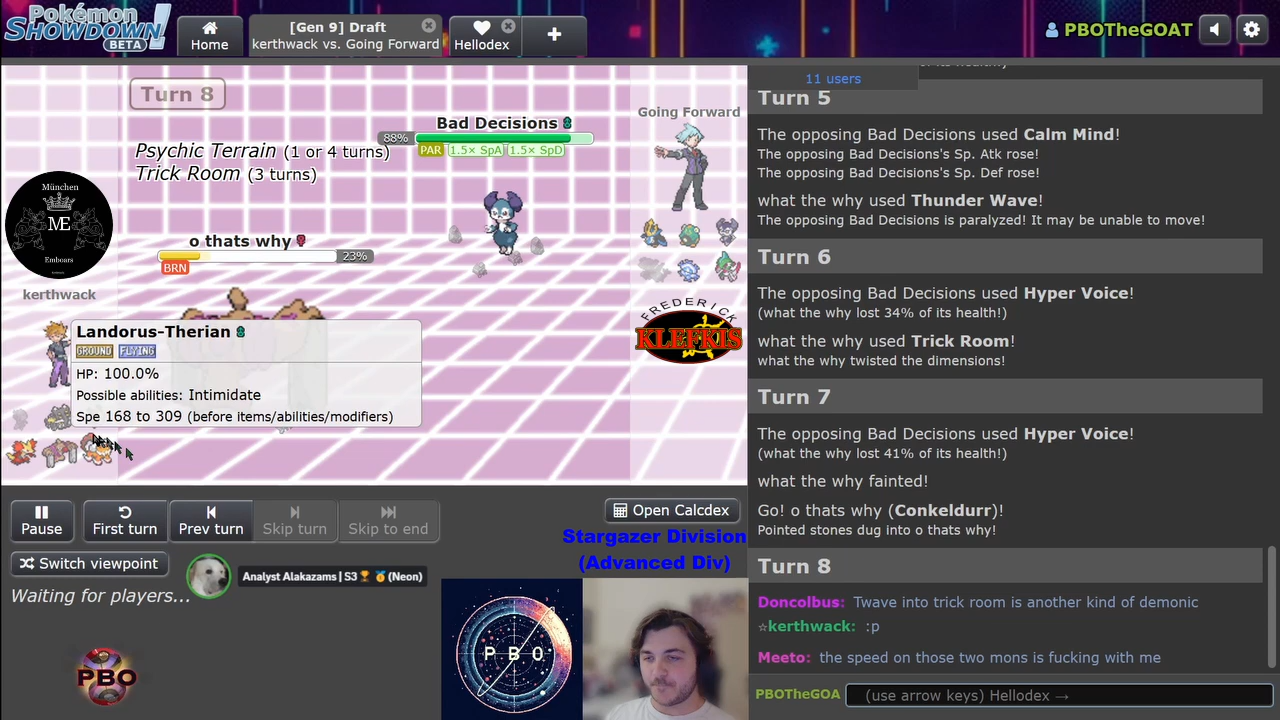 Pokémon
SHOWDOWN!
BETA
Home
[Gen 9] Draft
kerthwack vs. Going Forward
Hellodex
PBOTheGOAT
Turn 8
Bad Decisions
88%
PAR 1.5× SpA 1.5× SpD
Psychic Terrain (1 or 4 turns)
Trick Room (3 turns)
Going Forward
München
ME
Emboars
kerthwack
o thats why
23%
BRN
FREDERICK
KLEFKIS
Landorus-Therian
GROUND FLYING
HP: 100.0%
Possible abilities: Intimidate
Spe 168 to 309 (before items/abilities/modifiers)
Pause
First turn
Prev turn
Skip turn
Skip to end
Open Calcdex
Switch viewpoint
Waiting for players...
Analyst Alakazams | S3 🏆 🥇 (Neon)
Stargazer Division
(Advanced Div)
PBO
PBO
11 users
Turn 5
The opposing Bad Decisions used Calm Mind!
The opposing Bad Decisions's Sp. Atk rose!
The opposing Bad Decisions's Sp. Def rose!
what the why used Thunder Wave!
The opposing Bad Decisions is paralyzed! It may be unable to move!
Turn 6
The opposing Bad Decisions used Hyper Voice!
(what the why lost 34% of its health!)
what the why used Trick Room!
what the why twisted the dimensions!
Turn 7
The opposing Bad Decisions used Hyper Voice!
(what the why lost 41% of its health!)
what the why fainted!
Go! o thats why (Conkeldurr)!
Pointed stones dug into o thats why!
Turn 8
Doncolbus: Twave into trick room is another kind of demonic
☆kerthwack: :p
Meeto: the speed on those two mons is fucking with me
PBOTheGOA
(use arrow keys) Hellodex →